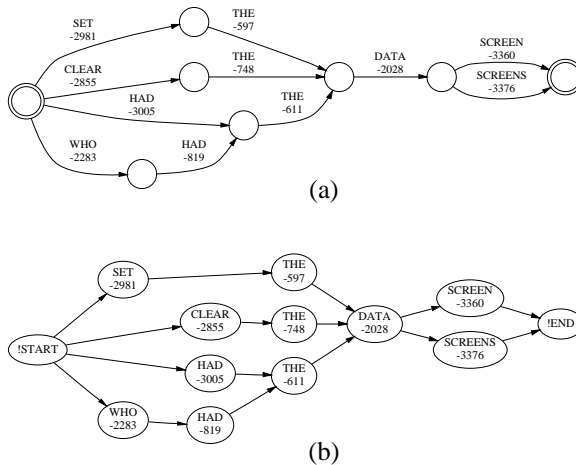 SET
-2981
THE
-597
CLEAR
-2855
THE
-748
HAD
-3005
THE
-611
WHO
-2283
HAD
-819
DATA
-2028
SCREEN
-3360
SCREENS
-3376
(a)
!START
SET
-2981
THE
-597
CLEAR
-2855
THE
-748
HAD
-3005
THE
-611
WHO
-2283
HAD
-819
DATA
-2028
SCREEN
-3360
SCREENS
-3376
!END
(b)